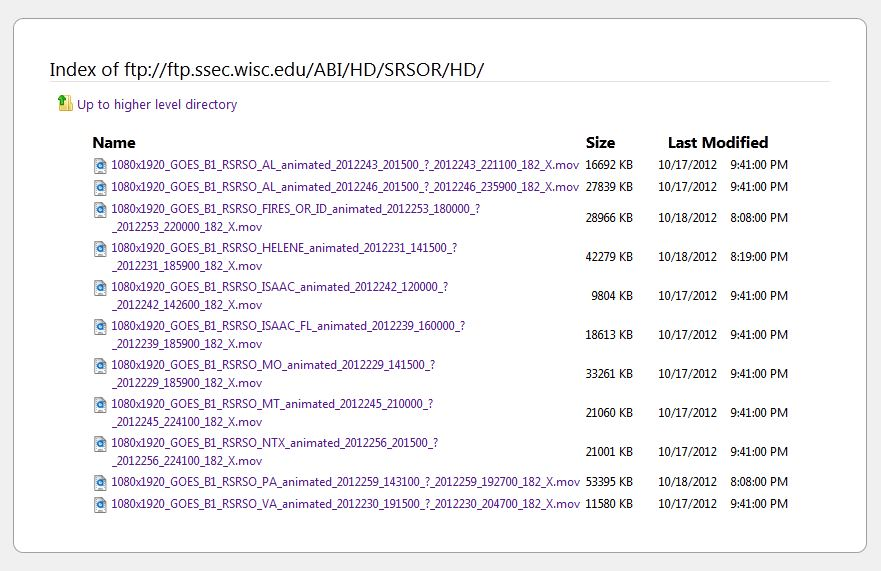 Index of ftp://ftp.ssec.wisc.edu/ABI/HD/SRSOR/HD/
Up to higher level directory
Name Size Last Modified
1080x1920_GOES_B1_RSRSO_AL_animated_2012243_201500_?_2012243_221100_182_X.mov 16692 KB 10/17/2012 9:41:00 PM
1080x1920_GOES_B1_RSRSO_AL_animated_2012246_201500_?_2012246_235900_182_X.mov 27839 KB 10/17/2012 9:41:00 PM
1080x1920_GOES_B1_RSRSO_FIRES_OR_ID_animated_2012253_180000_?
_2012253_220000_182_X.mov 28966 KB 10/18/2012 8:08:00 PM
1080x1920_GOES_B1_RSRSO_HELENE_animated_2012231_141500_?
_2012231_185900_182_X.mov 42279 KB 10/18/2012 8:19:00 PM
1080x1920_GOES_B1_RSRSO_ISAAC_animated_2012242_120000_?
_2012242_142600_182_X.mov 9804 KB 10/17/2012 9:41:00 PM
1080x1920_GOES_B1_RSRSO_ISAAC_FL_animated_2012239_160000_?
_2012239_185900_182_X.mov 18613 KB 10/17/2012 9:41:00 PM
1080x1920_GOES_B1_RSRSO_MO_animated_2012229_141500_?
_2012229_185900_182_X.mov 33261 KB 10/17/2012 9:41:00 PM
1080x1920_GOES_B1_RSRSO_MT_animated_2012245_210000_?
_2012245_224100_182_X.mov 21060 KB 10/17/2012 9:41:00 PM
1080x1920_GOES_B1_RSRSO_NTX_animated_2012256_201500_?
_2012256_224100_182_X.mov 21001 KB 10/17/2012 9:41:00 PM
1080x1920_GOES_B1_RSRSO_PA_animated_2012259_143100_?_2012259_192700_182_X.mov 53395 KB 10/18/2012 8:08:00 PM
1080x1920_GOES_B1_RSRSO_VA_animated_2012230_191500_?_2012230_204700_182_X.mov 11580 KB 10/17/2012 9:41:00 PM